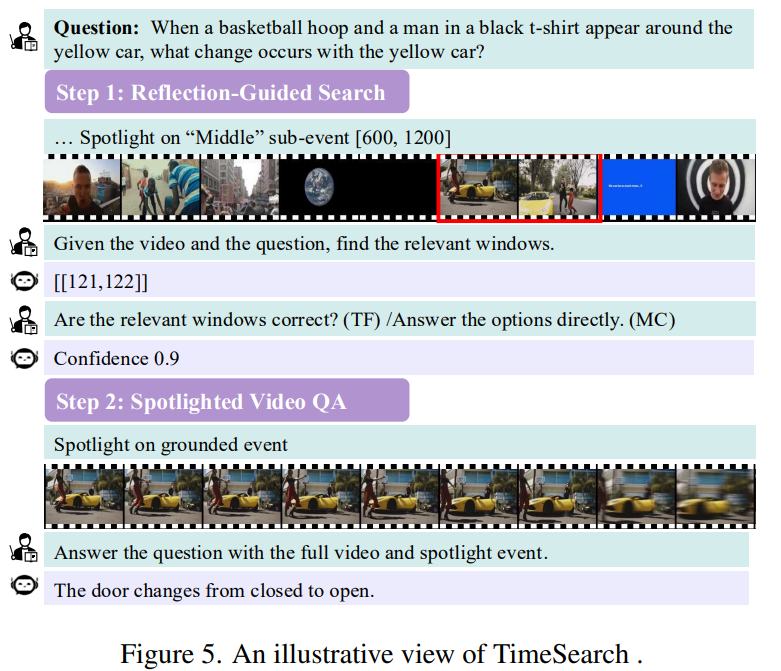 Question: When a basketball hoop and a man in a black t-shirt appear around the
yellow car, what change occurs with the yellow car?
Step 1: Reflection-Guided Search
… Spotlight on “Middle” sub-event [600, 1200]
Given the video and the question, find the relevant windows.
[[121,122]]
Are the relevant windows correct? (TF) /Answer the options directly. (MC)
Confidence 0.9
Step 2: Spotlighted Video QA
Spotlight on grounded event
Answer the question with the full video and spotlight event.
The door changes from closed to open.
Figure 5. An illustrative view of TimeSearch .